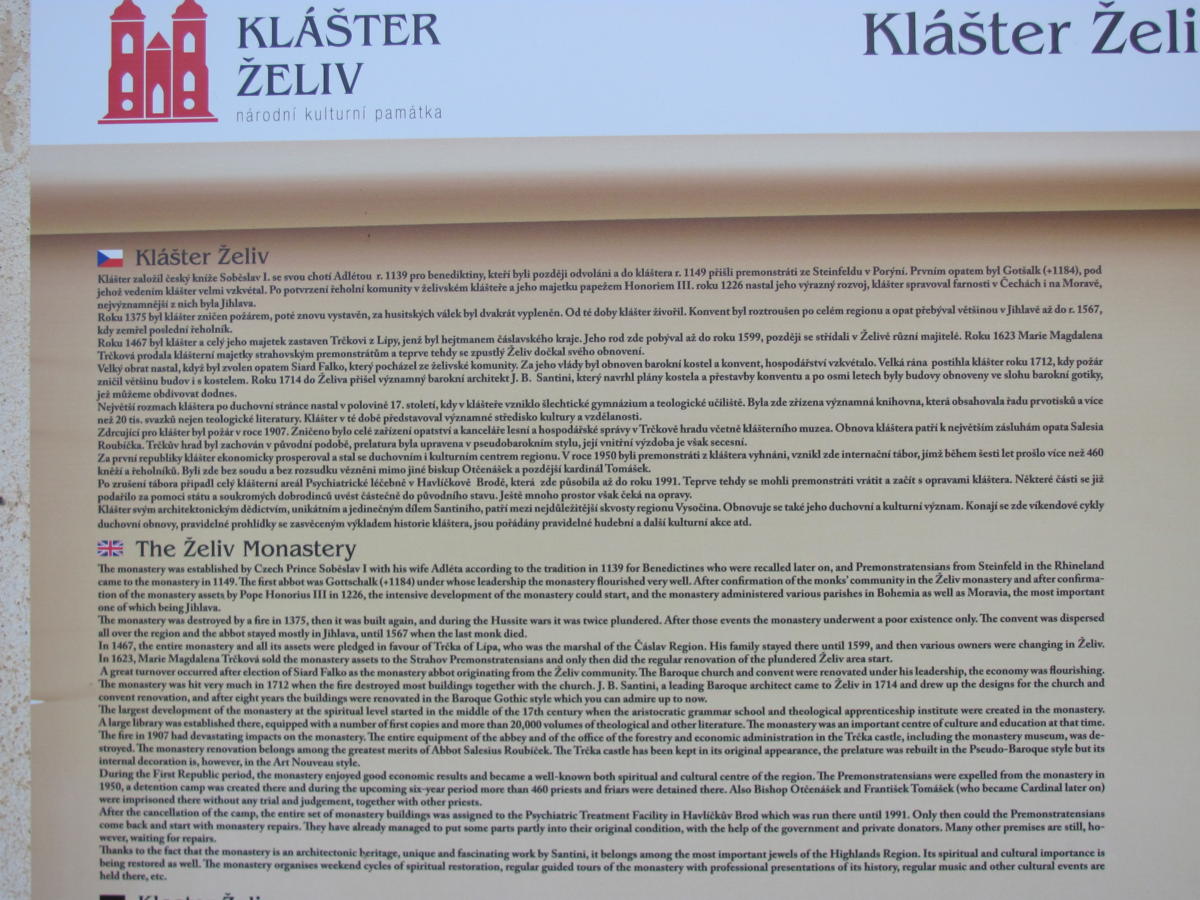 KLÁŠTER
ŽELIV
národní kulturní památka
Klášter Želi
Klášter Želiv
Klášter založil český kníže Soběslav I. se svou chotí Adlétou r. 1139 pro benediktiny, kteří byli později odvoláni a do kláštera r. 1149 přišli premonstráti ze Steinfeldu v Porýní. Prvním opatem byl Gotšalk (+1184), pod
jehož vedením klášter velmi vzkvétal. Po potvrzení řeholní komunity v želivském klášteře a jeho majetku papežem Honoriem III. roku 1226 nastal jeho výrazný rozvoj, klášter spravoval farnosti v Čechách i na Moravě,
nejvýznamnější z nich byla Jihlava.
Roku 1375 byl klášter zničen požárem, poté znovu vystavěn, za husitských válek byl dvakrát vypleněn. Od té doby klášter živořil. Konvent byl roztroušen po celém regionu a opat přebýval většinou v Jihlavě až do r. 1567,
kdy zemřel poslední řeholník.
Roku 1467 byl klášter a celý jeho majetek zastaven Trčkovi z Lípy, jenž byl hejtmanem čáslavského kraje. Jeho rod zde pobýval až do roku 1599, později se střídali v Želivě různí majitelé. Roku 1623 Marie Magdalena
Trčková prodala klášterní majetky strahovským premonstrátům a teprve tehdy se zpustlý Želiv dočkal svého obnovení.
Velký obrat nastal, když byl zvolen opatem Siard Falko, který pocházel ze želivské komunity. Za jeho vlády byl obnoven barokní kostel a konvent, hospodářství vzkvétalo. Velká rána postihla klášter roku 1712, kdy požár
zničil většinu budov i s kostelem. Roku 1714 do Želiva přišel významný barokní architekt J. B. Santini, který navrhl plány kostela a přestavby konventu a po osmi letech byly budovy obnoveny ve slohu barokní gotiky,
jež můžeme obdivovat dodnes.
Největší rozmach kláštera po duchovní stránce nastal v polovině 17. století, kdy v klášteře vzniklo šlechtické gymnázium a teologické učiliště. Byla zde zřízena významná knihovna, která obsahovala řadu prvotisků a více
než 20 tis. svazků nejen teologické literatury. Klášter v té době představoval významné středisko kultury a vzdělanosti.
Zdrcující pro klášter byl požár v roce 1907. Zničeno bylo celé zařízení opatství a kanceláře lesní a hospodářské správy v Trčkově hradu včetně klášterního muzea. Obnova kláštera patří k největším zásluhám opata Salesia
Roubíčka. Trčkův hrad byl zachován v původní podobě, prelatura byla upravena v pseudobarokním stylu, její vnitřní výzdoba je však secesní.
Za první republiky klášter ekonomicky prosperoval a stal se duchovním i kulturním centrem regionu. V roce 1950 byli premonstráti z kláštera vyhnáni, vznikl zde internační tábor, jímž během šesti let prošlo více než 460
kněží a řeholníků. Byli zde bez soudu a bez rozsudku vězněni mimo jiné biskup Otčenášek a pozdější kardinál Tomášek.
Po zrušení tábora připadl celý klášterní areál Psychiatrické léčebně v Havlíčkově Brodě, která zde působila až do roku 1991. Teprve tehdy se mohli premonstráti vrátit a začít s opravami kláštera. Některé části se již
podařilo za pomoci státu a soukromých dobrodinců uvést částečně do původního stavu. Ještě mnoho prostor však čeká na opravy.
Klášter svým architektonickým dědictvím, unikátním a jedinečným dílem Santiniho, patří mezi nejdůležitější skvosty regionu Vysočina. Obnovuje se také jeho duchovní a kulturní význam. Konají se zde víkendové cykly
duchovní obnovy, pravidelné prohlídky se zasvěceným výkladem historie kláštera, jsou pořádány pravidelné hudební a další kulturní akce atd.
The Želiv Monastery
The monastery was established by Czech Prince Soběslav I with his wife Adléta according to the tradition in 1139 for Benedictines who were recalled later on, and Premonstratensians from Steinfeld in the Rhineland
came to the monastery in 1149. The first abbot was Gottschalk (+1184) under whose leadership the monastery flourished very well. After confirmation of the monks' community in the Želiv monastery and after confirma-
tion of the monastery assets by Pope Honorius III in 1226, the intensive development of the monastery could start, and the monastery administered various parishes in Bohemia as well as Moravia, the most important
one of which being Jihlava.
The monastery was destroyed by a fire in 1375, then it was built again, and during the Hussite wars it was twice plundered. After those events the monastery underwent a poor existence only. The convent was dispersed
all over the region and the abbot stayed mostly in Jihlava, until 1567 when the last monk died.
In 1467, the entire monastery and all its assets were pledged in favour of Trčka of Lípa, who was the marshal of the Čáslav Region. His family stayed there until 1599, and then various owners were changing in Želiv.
In 1623, Marie Magdalena Trčková sold the monastery assets to the Strahov Premonstratensians and only then did the regular renovation of the plundered Želiv area start.
A great turnover occurred after election of Siard Falko as the monastery abbot originating from the Želiv community. The Baroque church and convent were renovated under his leadership, the economy was flourishing.
The monastery was hit very much in 1712 when the fire destroyed most buildings together with the church. J. B. Santini, a leading Baroque architect came to Želiv in 1714 and drew up the designs for the church and
convent renovation, and after eight years the buildings were renovated in the Baroque Gothic style which you can admire up to now.
The largest development of the monastery at the spiritual level started in the middle of the 17th century when the aristocratic grammar school and theological apprenticeship institute were created in the monastery.
A large library was established there, equipped with a number of first copies and more than 20,000 volumes of theological and other literature. The monastery was an important centre of culture and education at that time.
The fire in 1907 had devastating impacts on the monastery. The entire equipment of the abbey and of the office of the forestry and economic administration in the Trčka castle, including the monastery museum, was de-
stroyed. The monastery renovation belongs among the greatest merits of Abbot Salesius Roubíček. The Trčka castle has been kept in its original appearance, the prelature was rebuilt in the Pseudo-Baroque style but its
internal decoration is, however, in the Art Nouveau style.
During the First Republic period, the monastery enjoyed good economic results and became a well-known both spiritual and cultural centre of the region. The Premonstratensians were expelled from the monastery in
1950, a detention camp was created there and during the upcoming six-year period more than 460 priests and friars were detained there. Also Bishop Otčenášek and František Tomášek (who became Cardinal later on)
were imprisoned there without any trial and judgement, together with other priests.
After the cancellation of the camp, the entire set of monastery buildings was assigned to the Psychiatric Treatment Facility in Havlíčkův Brod which was run there until 1991. Only then could the Premonstratensians
come back and start with monastery repairs. They have already managed to put some parts partly into their original condition, with the help of the government and private donators. Many other premises are still, ho-
wever, waiting for repairs.
Thanks to the fact that the monastery is an architectonic heritage, unique and fascinating work by Santini, it belongs among the most important jewels of the Highlands Region. Its spiritual and cultural importance is
being restored as well. The monastery organises weekend cycles of spiritual restoration, regular guided tours of the monastery with professional presentations of its history, regular music and other cultural events are
held there, etc.